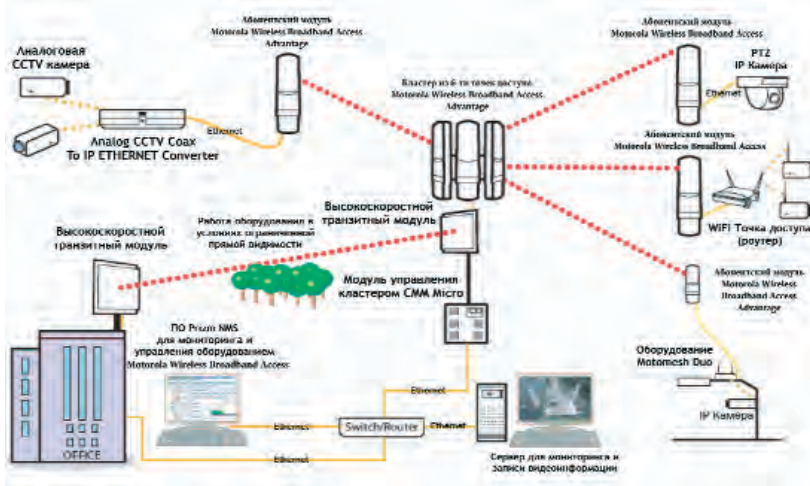 Аналоговая
CCTV камера
Analog CCTV Coax
To IP ETHERNET Converter
Ethernet
Абонентский модуль
Motorola Wireless Broadband Access
Advantage
Кластер из 6-ти точек доступа
Motorola Wireless Broadband Access
Advantage
Абонентский модуль
Motorola Wireless Broadband Access
PTZ
IP Камера
Ethernet
Абонентский модуль
Motorola Wireless Broadband Access
WiFi Точка доступа
(роутер)
Абонентский модуль
Motorola Wireless
Broadband Access
Advantage
Оборудование
Motomesh Duo
IP Камера
Высокоскоростной
транзитный модуль
Работа оборудования в
условиях ограниченной
прямой видимости
Высокоскоростной
транзитный модуль
Модуль управления
кластером CMM Micro
ПО Prizm NMS
для мониторинга и
управления оборудованием
Motorola Wireless Broadband Access
OFFICE
Ethernet
Ethernet
Switch/Router
Ethernet
Ethernet
Сервер для мониторинга и
записи видеоинформации